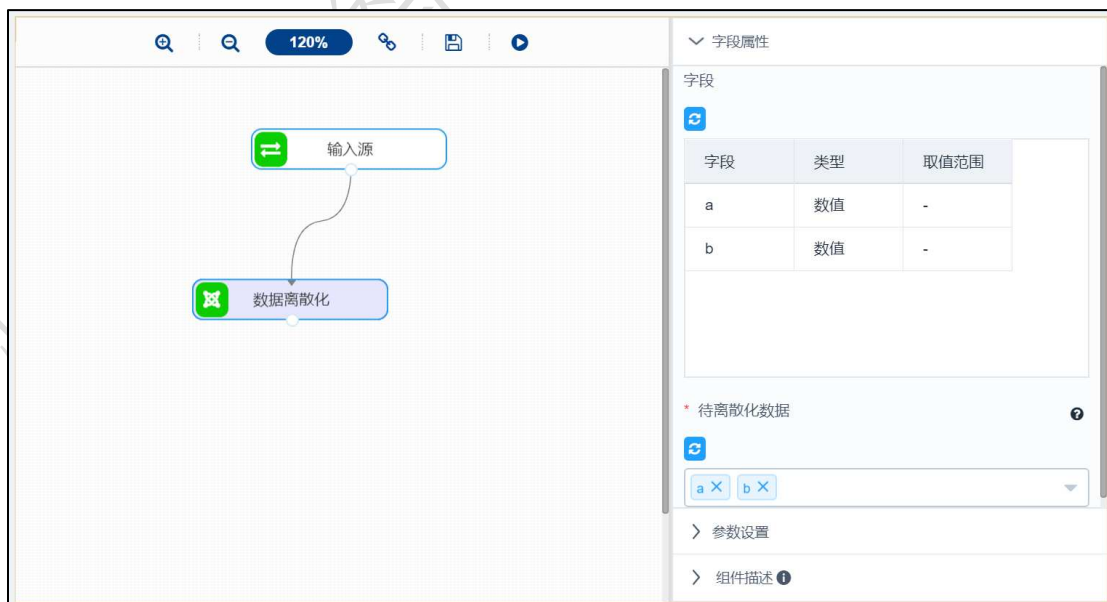 120%
输入源
数据离散化
字段属性
字段
字段 类型 取值范围
a 数值 -
b 数值 -
* 待离散化数据
a b
参数设置
组件描述